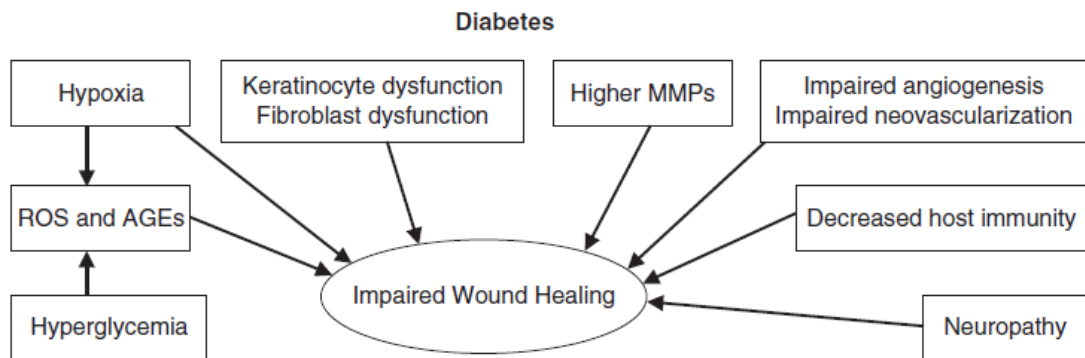 Diabetes
Hypoxia
Keratinocyte dysfunction
Fibroblast dysfunction
Higher MMPs
Impaired angiogenesis
Impaired neovascularization
ROS and AGEs
Decreased host immunity
Impaired Wound Healing
Hyperglycemia
Neuropathy